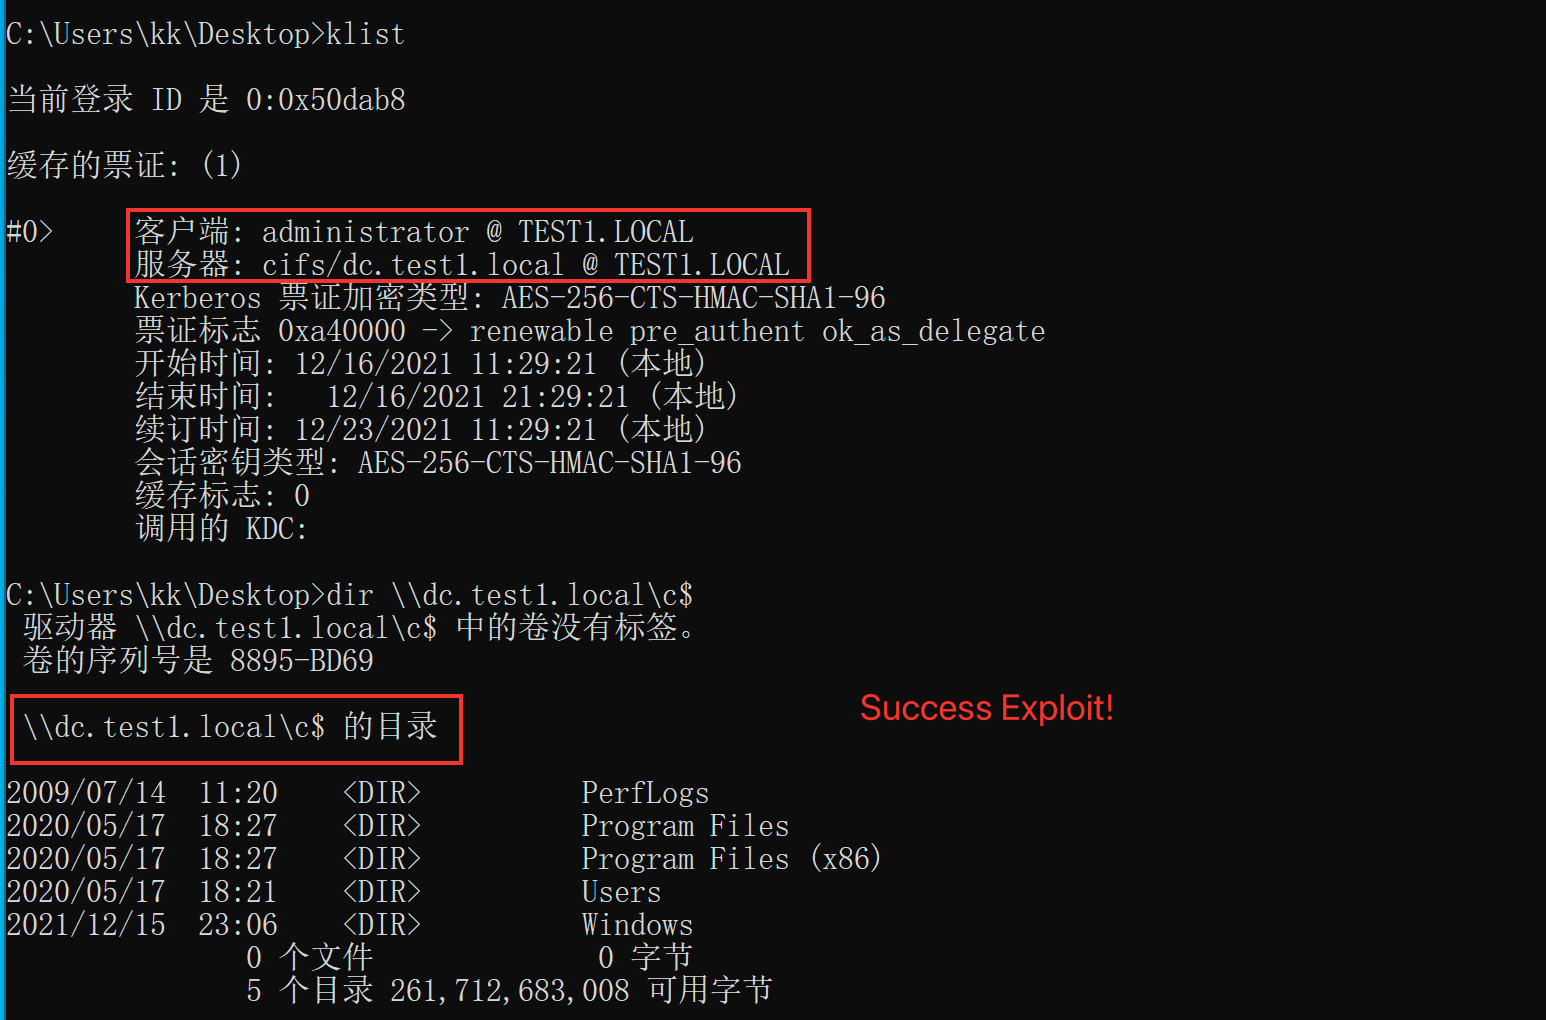 C:\Users\kk\Desktop>klist
当前登录 ID 是 0:0x50dab8
缓存的票证: (1)
#0>     客户端: administrator @ TEST1.LOCAL
        服务器: cifs/dc.test1.local @ TEST1.LOCAL
        Kerberos 票证加密类型: AES-256-CTS-HMAC-SHA1-96
        票证标志 0xa40000 -> renewable pre_authent ok_as_delegate
        开始时间: 12/16/2021 11:29:21 (本地)
        结束时间:   12/16/2021 21:29:21 (本地)
        续订时间: 12/23/2021 11:29:21 (本地)
        会话密钥类型: AES-256-CTS-HMAC-SHA1-96
        缓存标志: 0
        调用的 KDC:
C:\Users\kk\Desktop>dir \\dc.test1.local\c$
 驱动器 \\dc.test1.local\c$ 中的卷没有标签。
 卷的序列号是 8895-BD69
 \\dc.test1.local\c$ 的目录
Success Exploit!
2009/07/14  11:20    <DIR>          PerfLogs
2020/05/17  18:27    <DIR>          Program Files
2020/05/17  18:27    <DIR>          Program Files (x86)
2020/05/17  18:21    <DIR>          Users
2021/12/15  23:06    <DIR>          Windows
               0 个文件              0 字节
               5 个目录 261,712,683,008 可用字节